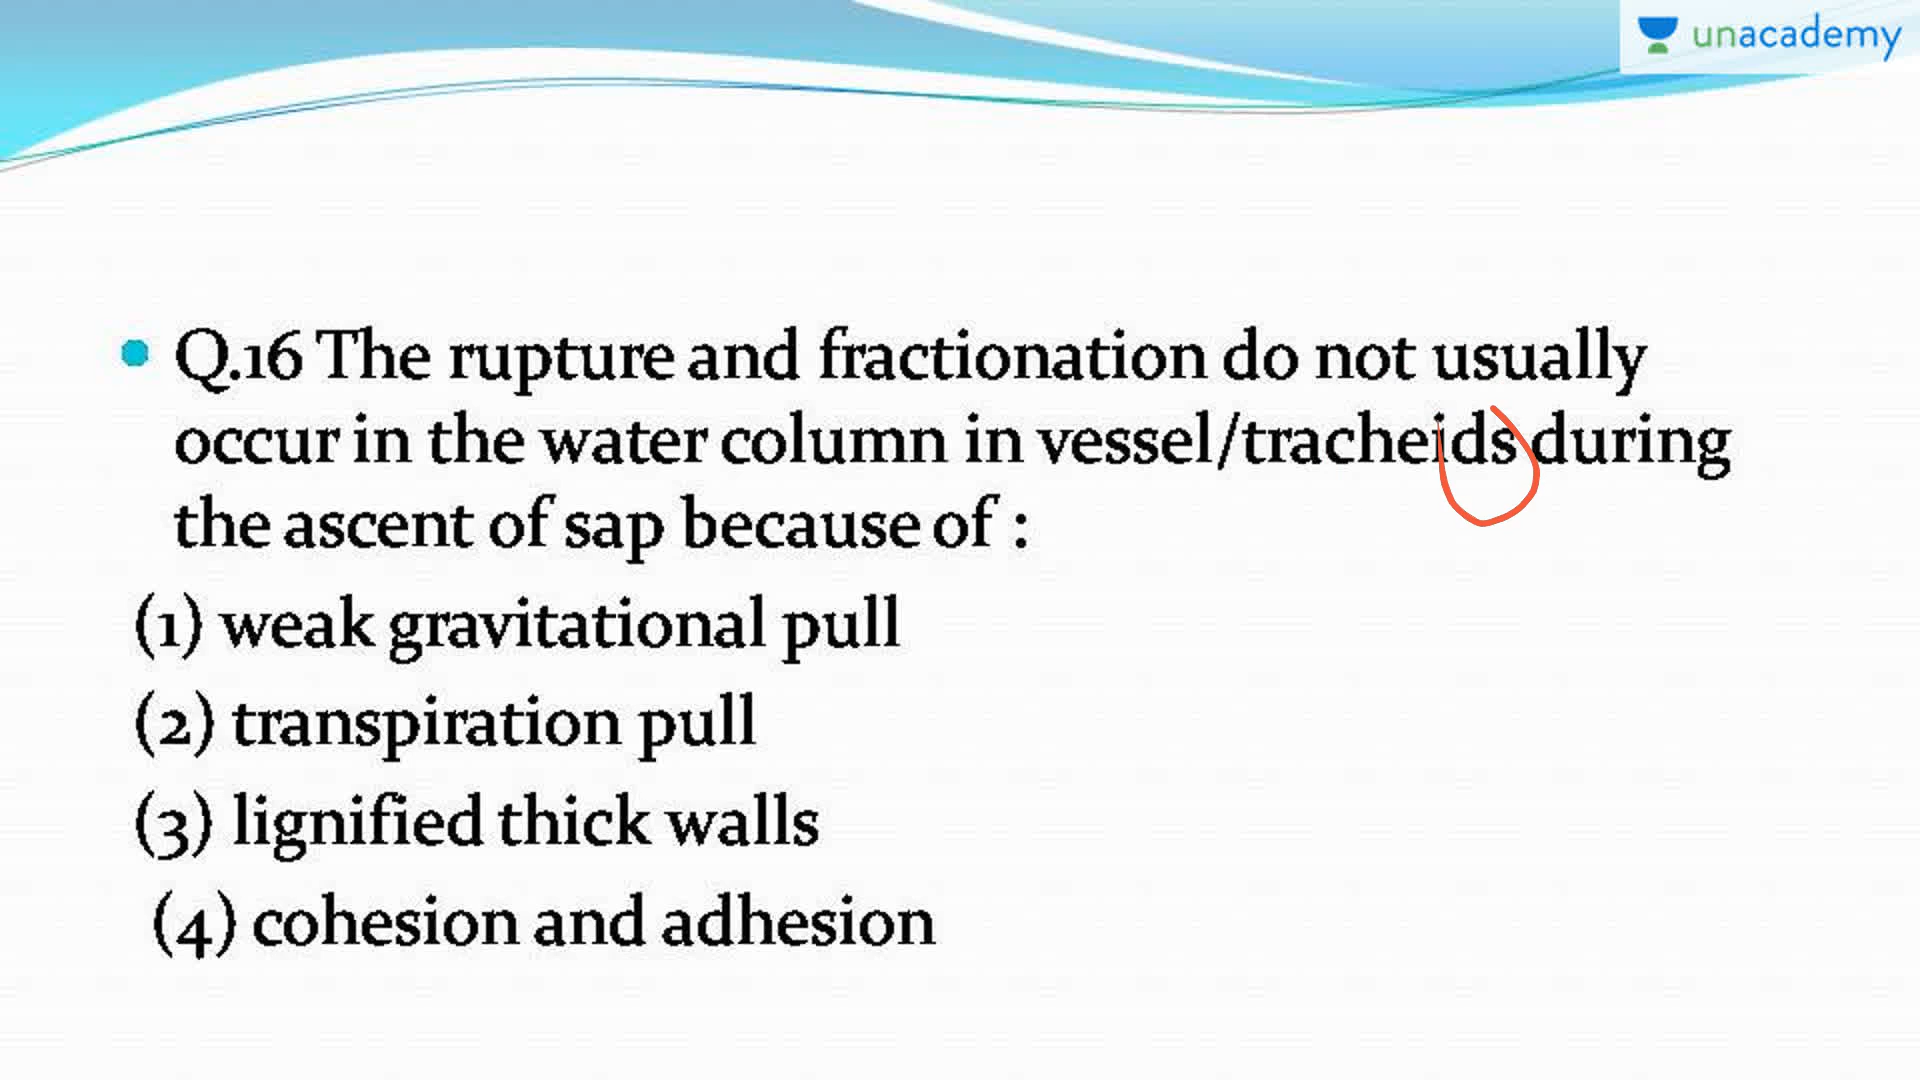 unacademy
Q.16 The rupture and fractionation do not usually
occur in the water column in vessel/tracheids during
the ascent of sap because of :
(1) weak gravitational pull
(2) transpiration pull
(3) lignified thick walls
(4) cohesion and adhesion